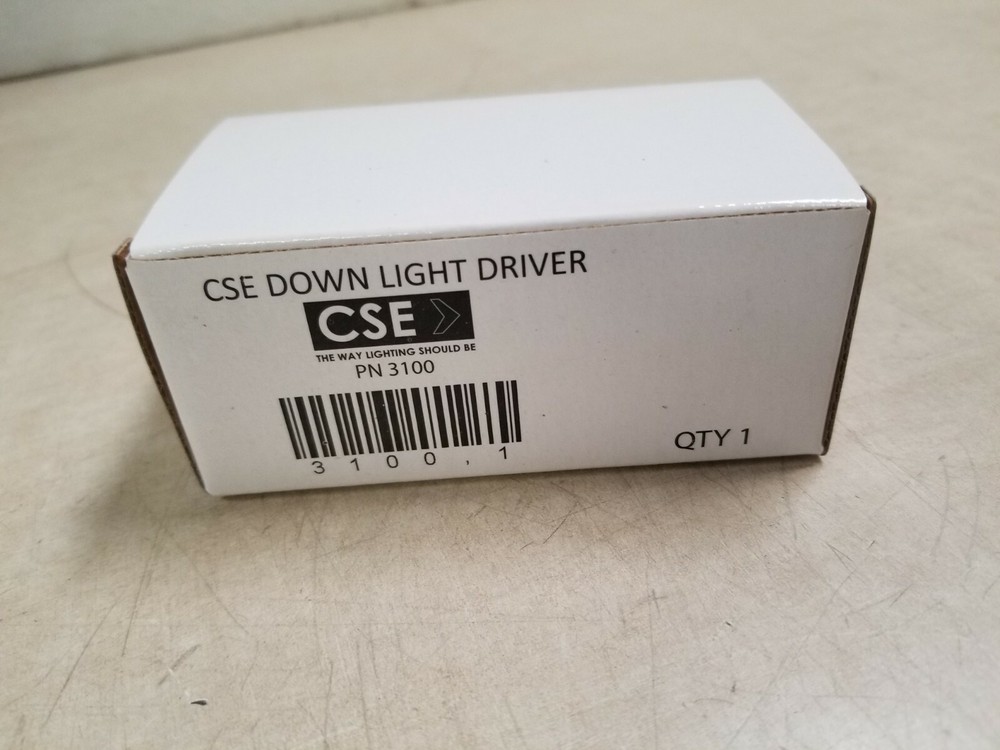 CSE DOWN LIGHT DRIVER
CSE
THE WAY LIGHTING SHOULD BE
PN 3100
3100,1
QTY 1